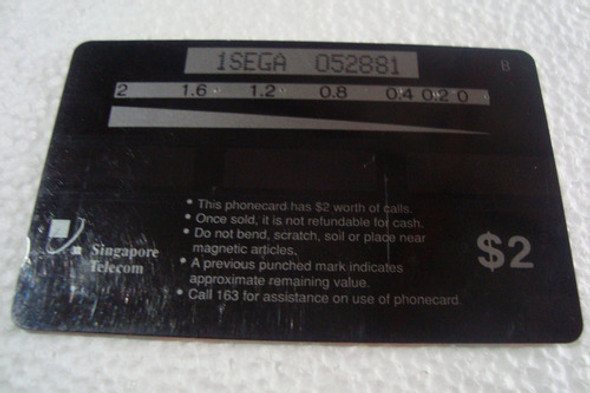 1SEGA 052881
B
2 1.6 1.2 0.8 0.4 0.2 0
• This phonecard has $2 worth of calls.
• Once sold, it is not refundable for cash.
• Do not bend, scratch, soil or place near
magnetic articles.
• A previous punched mark indicates
approximate remaining value.
• Call 163 for assistance on use of phonecard.
Singapore
Telecom
$2